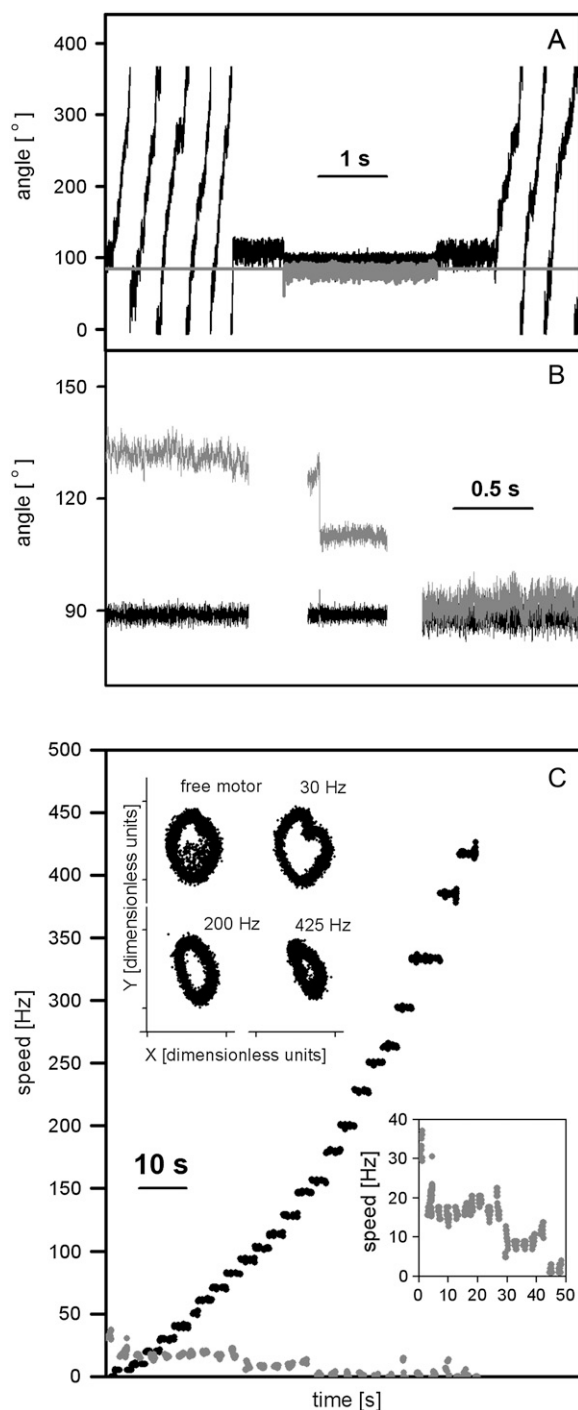 A
angle [ ° ]
400
300
200
100
0
1 s
B
angle [ ° ]
150
120
90
0.5 s
C
speed [Hz]
500
450
400
350
300
250
200
150
100
50
0
free motor
30 Hz
200 Hz
425 Hz
Y [dimensionless units]
X [dimensionless units]
10 s
speed [Hz]
40
30
20
10
0
0 10 20 30 40 50
time [s]